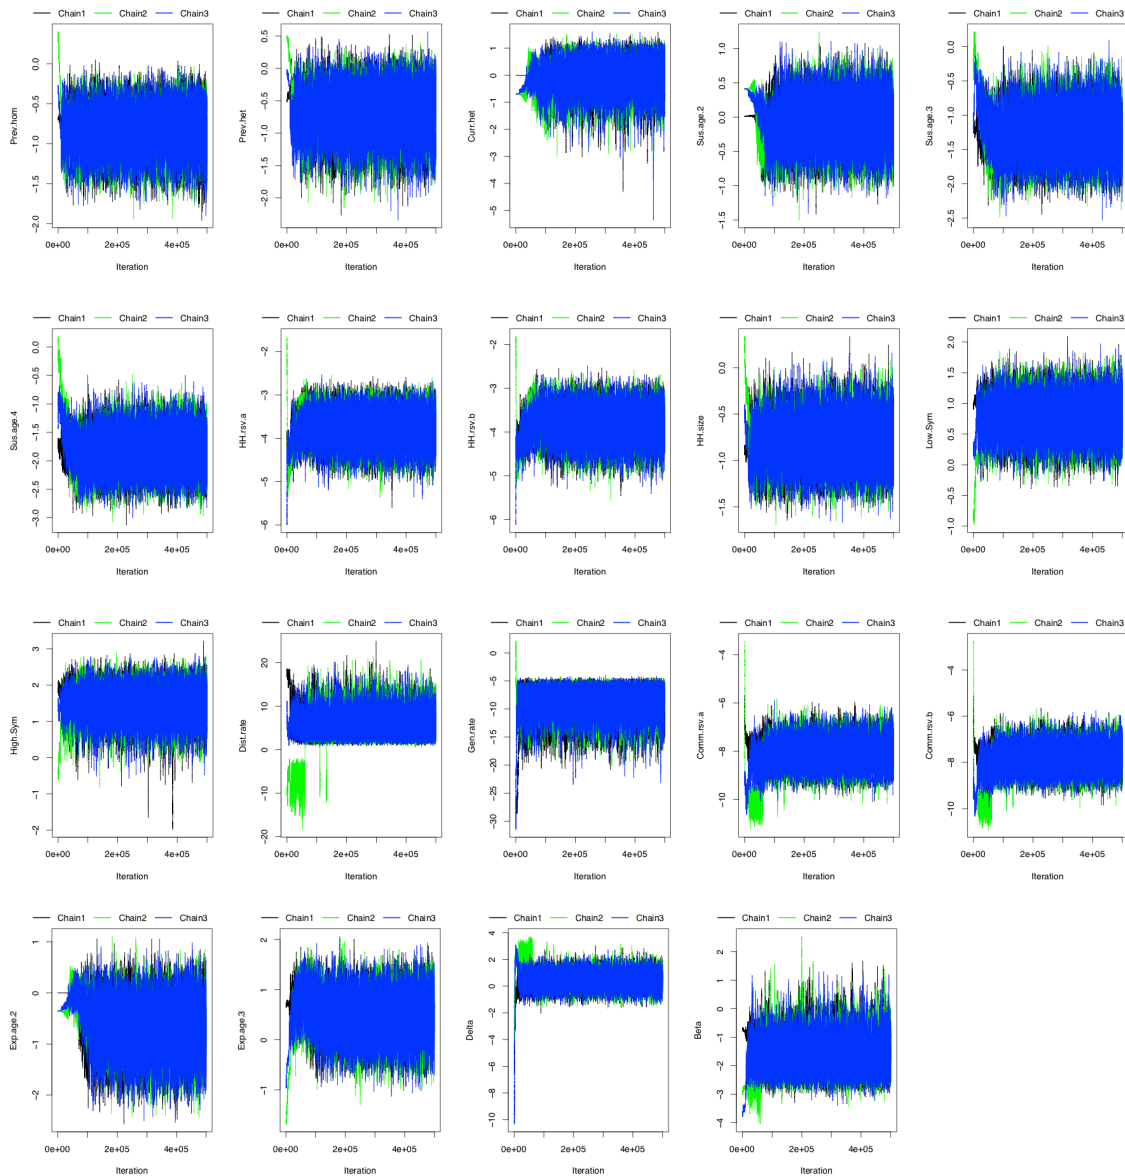 Chain1 Chain2 Chain3
Prev.hom
0.0
-0.5
-1.0
-1.5
-2.0
0e+00 2e+05 4e+05
Iteration
Chain1 Chain2 Chain3
Prev.het
0.5
0.0
-0.5
-1.0
-1.5
-2.0
0e+00 2e+05 4e+05
Iteration
Chain1 Chain2 Chain3
Curr.het
1
0
-1
-2
-3
-4
-5
0e+00 2e+05 4e+05
Iteration
Chain1 Chain2 Chain3
Sus.age.2
1.0
0.5
0.0
-0.5
-1.0
-1.5
0e+00 2e+05 4e+05
Iteration
Chain1 Chain2 Chain3
Sus.age.3
0.0
-0.5
-1.0
-1.5
-2.0
-2.5
0e+00 2e+05 4e+05
Iteration
Chain1 Chain2 Chain3
Sus.age.4
0.0
-0.5
-1.0
-1.5
-2.0
-2.5
-3.0
0e+00 2e+05 4e+05
Iteration
Chain1 Chain2 Chain3
HH.rsv.a
-2
-3
-4
-5
-6
0e+00 2e+05 4e+05
Iteration
Chain1 Chain2 Chain3
HH.rsv.b
-2
-3
-4
-5
-6
0e+00 2e+05 4e+05
Iteration
Chain1 Chain2 Chain3
HH.size
0.0
-0.5
-1.0
-1.5
0e+00 2e+05 4e+05
Iteration
Chain1 Chain2 Chain3
Low.Sym
2.0
1.5
1.0
0.5
0.0
-0.5
-1.0
0e+00 2e+05 4e+05
Iteration
Chain1 Chain2 Chain3
High.Sym
3
2
1
0
-1
-2
0e+00 2e+05 4e+05
Iteration
Chain1 Chain2 Chain3
Dist.rate
20
10
0
-10
-20
0e+00 2e+05 4e+05
Iteration
Chain1 Chain2 Chain3
Gen.rate
0
-5
-10
-15
-20
-25
-30
0e+00 2e+05 4e+05
Iteration
Chain1 Chain2 Chain3
Comm.rsv.a
-4
-6
-8
-10
0e+00 2e+05 4e+05
Iteration
Chain1 Chain2 Chain3
Comm.rsv.b
-4
-6
-8
-10
0e+00 2e+05 4e+05
Iteration
Chain1 Chain2 Chain3
Exp.age.2
1
0
-1
-2
0e+00 2e+05 4e+05
Iteration
Chain1 Chain2 Chain3
Exp.age.3
2
1
0
-1
0e+00 2e+05 4e+05
Iteration
Chain1 Chain2 Chain3
Delta
4
2
0
-2
-4
-6
-8
-10
0e+00 2e+05 4e+05
Iteration
Chain1 Chain2 Chain3
Beta
2
1
0
-1
-2
-3
-4
0e+00 2e+05 4e+05
Iteration